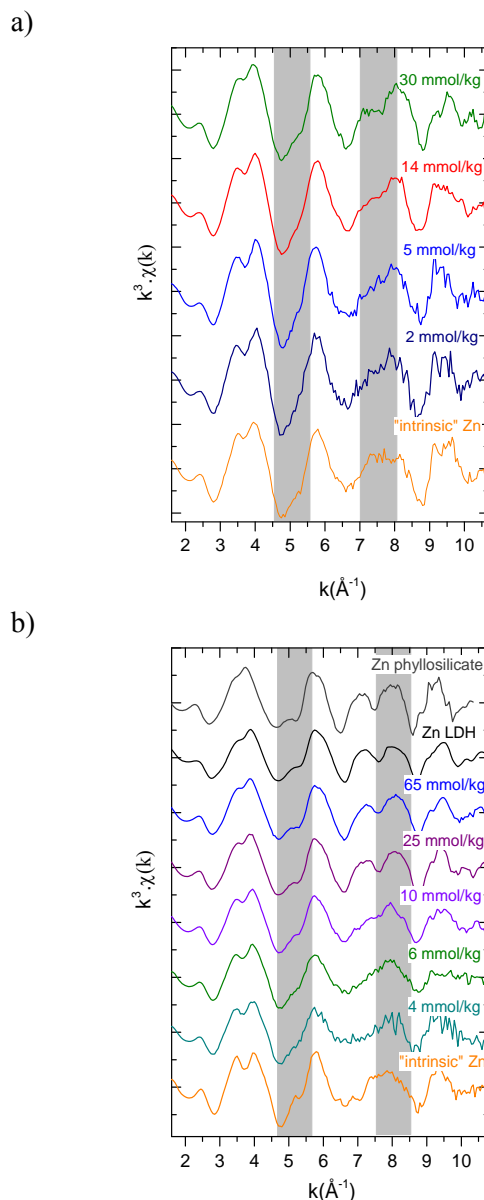 a)
30 mmol/kg
14 mmol/kg
5 mmol/kg
2 mmol/kg
"intrinsic" Zn
k³.χ(k)
2 3 4 5 6 7 8 9 10
k(Å⁻¹)
b)
Zn phyllosilicate
Zn LDH
65 mmol/kg
25 mmol/kg
10 mmol/kg
6 mmol/kg
4 mmol/kg
"intrinsic" Zn
k³.χ(k)
2 3 4 5 6 7 8 9 10
k(Å⁻¹)